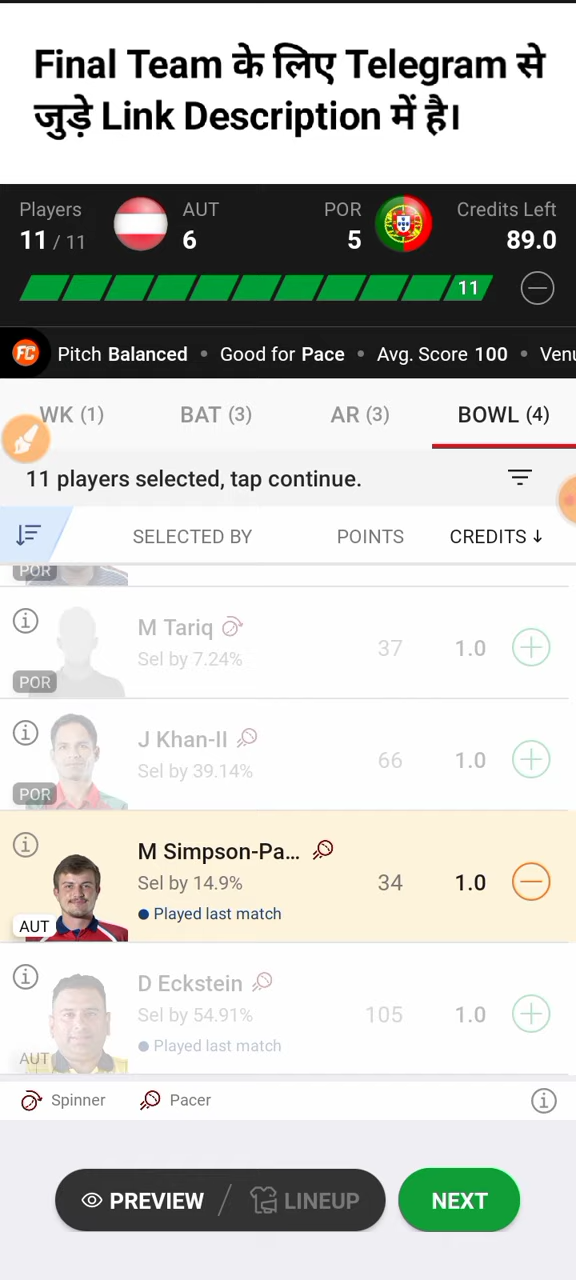 Final Team के लिए Telegram से
जुड़े Link Description में है।
Players
AUT
POR
Credits Left
11 / 11
6
5
89.0
11
FC
Pitch Balanced • Good for Pace • Avg. Score 100 • Venu
WK (1)
BAT (3)
AR (3)
BOWL (4)
11 players selected, tap continue.
SELECTED BY
POINTS
CREDITS ↓
POR
M Tariq
Sel by 7.24%
37
1.0
POR
J Khan-II
Sel by 39.14%
66
1.0
POR
M Simpson-Pa...
Sel by 14.9%
34
1.0
Played last match
AUT
D Eckstein
Sel by 54.91%
105
1.0
Played last match
AUT
Spinner
Pacer
PREVIEW / LINEUP
NEXT